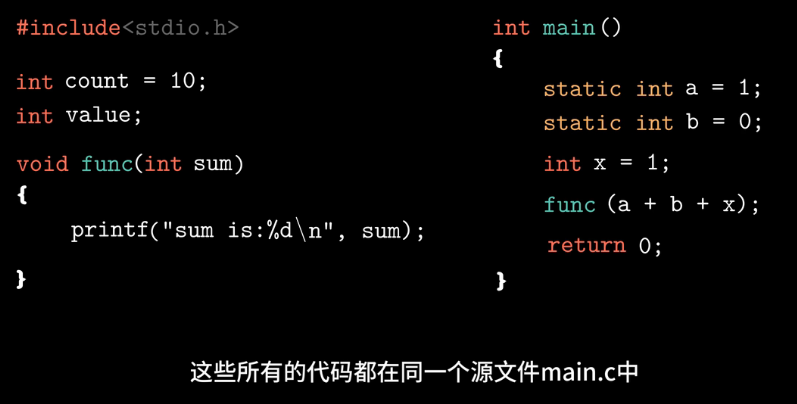 #include<stdio.h>
int count = 10;
int value;
void func(int sum)
{
printf("sum is:%d\n", sum);
}
int main()
{
static int a = 1;
static int b = 0;
int x = 1;
func (a + b + x);
return 0;
}
这些所有的代码都在同一个源文件main.c中